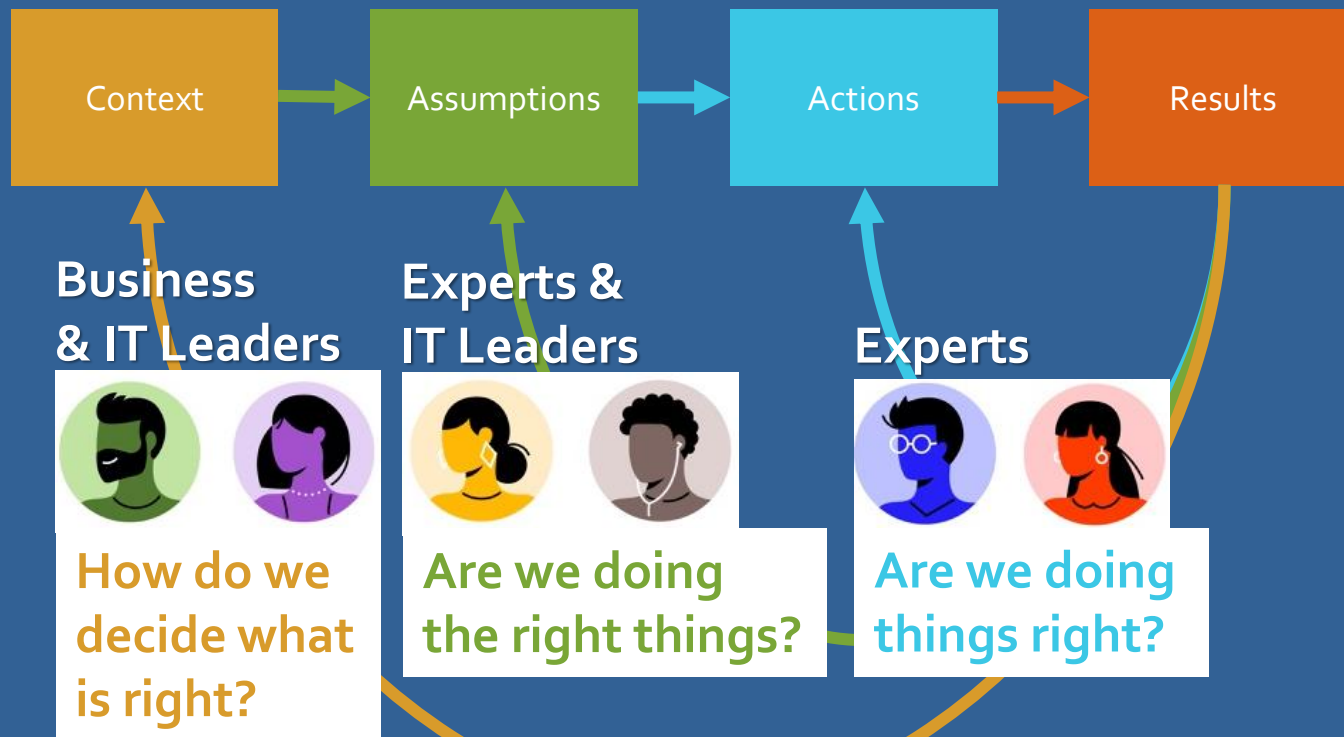 Context
Assumptions
Actions
Results
Business
& IT Leaders
Experts &
IT Leaders
Experts
How do we
decide what
is right?
Are we doing
the right things?
Are we doing
things right?